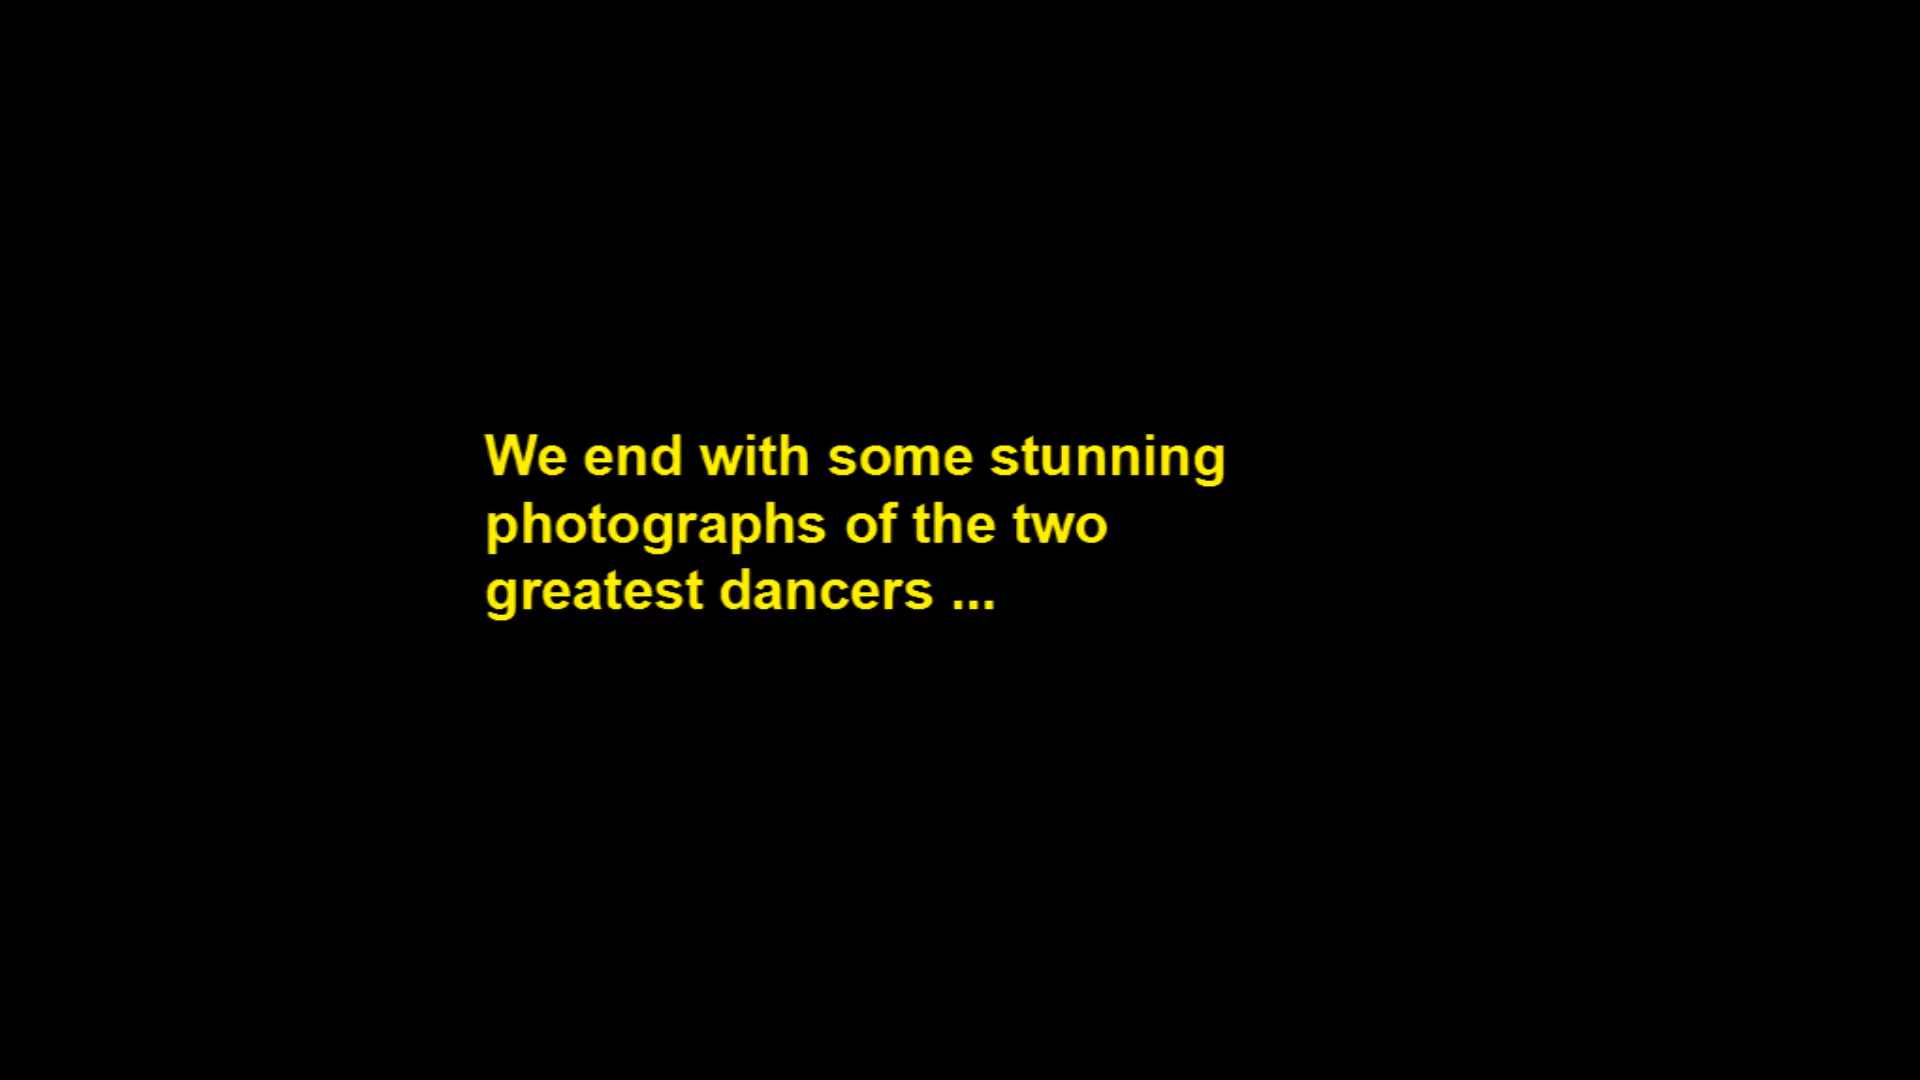 We end with some stunning
photographs of the two
greatest dancers ...